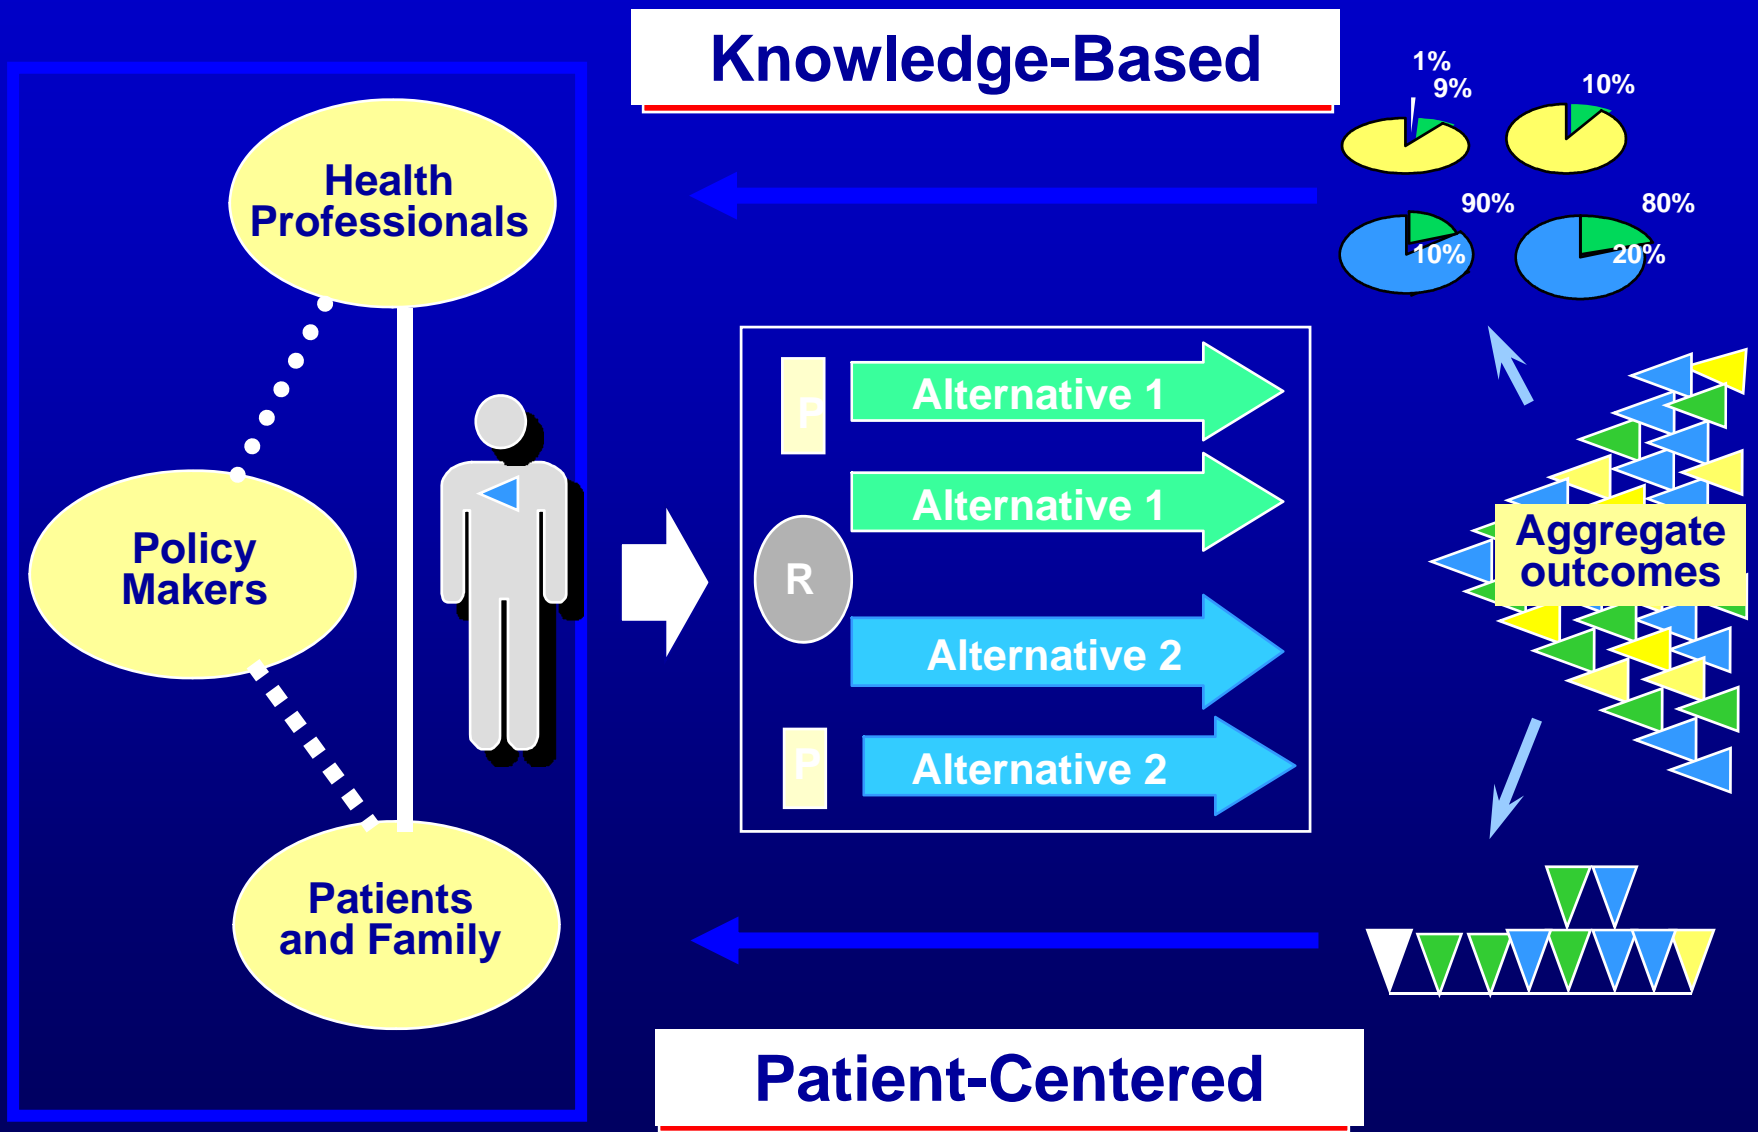 Knowledge-Based
1%
9%
10%
90%
10%
80%
20%
Health
Professionals
Policy
Makers
Patients
and Family
P
Alternative 1
Alternative 1
R
Alternative 2
P
Alternative 2
Aggregate
outcomes
Patient-Centered